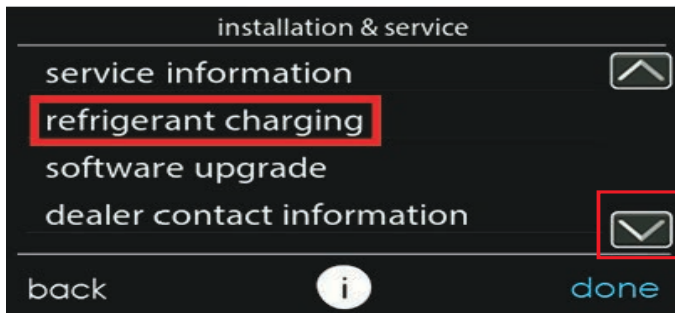 installation & service
service information
refrigerant charging
software upgrade
dealer contact information
back i done